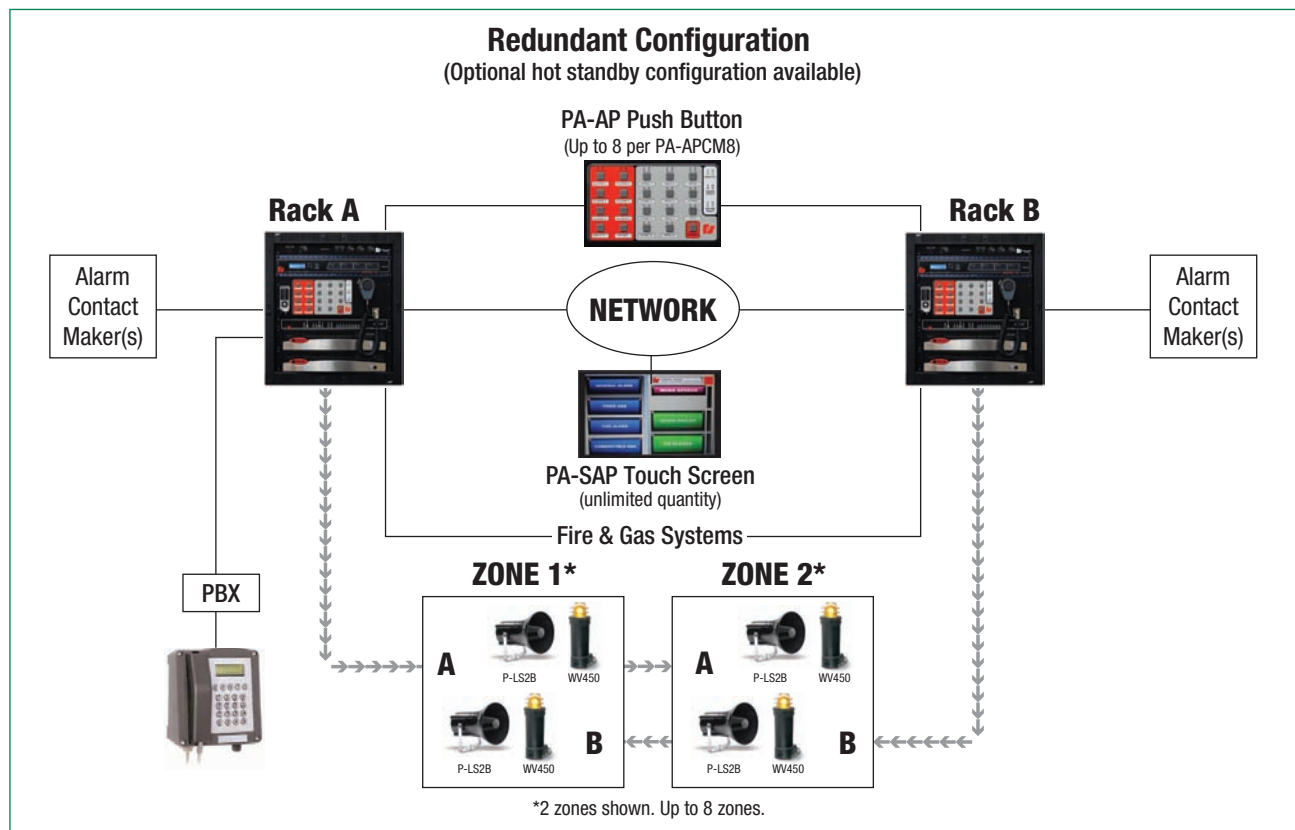 Redundant Configuration
(Optional hot standby configuration available)
PA-AP Push Button
(Up to 8 per PA-APCM8)
Rack A
Rack B
Alarm
Contact
Maker(s)
NETWORK
Alarm
Contact
Maker(s)
PA-SAP Touch Screen
(unlimited quantity)
Fire & Gas Systems
PBX
ZONE 1*
ZONE 2*
A
P-LS2B
WV450
A
P-LS2B
WV450
B
P-LS2B
WV450
B
P-LS2B
WV450
*2 zones shown. Up to 8 zones.